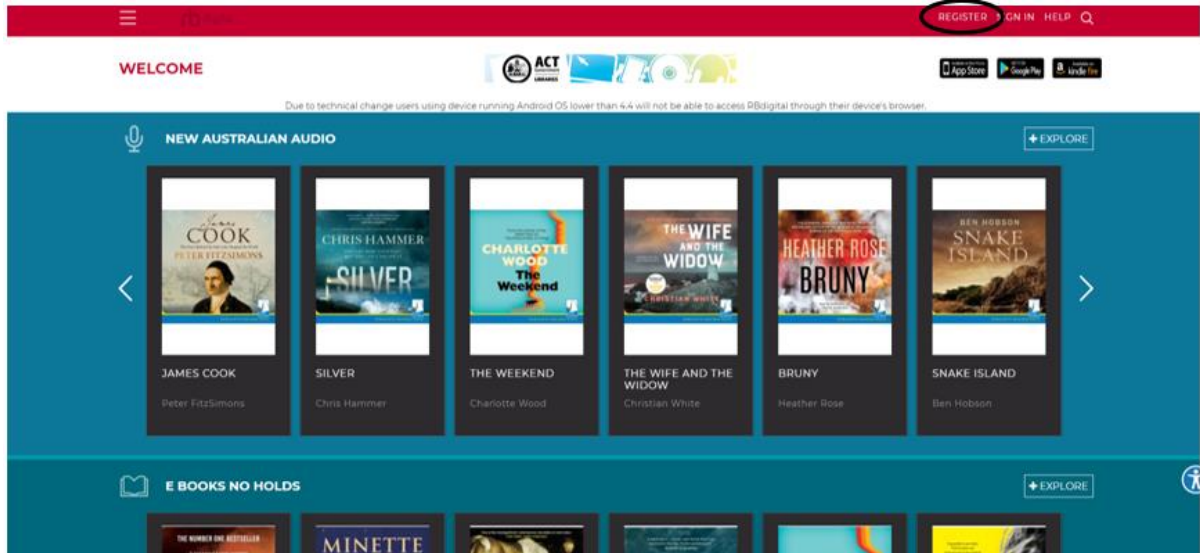 REGISTER SIGN IN HELP
WELCOME
ACT
LIBRARIES
App Store
Google Play
kindle fire
Due to technical change users using device running Android OS lower than 4.4 will not be able to access RBdigital through their device's browser.
NEW AUSTRALIAN AUDIO
+ EXPLORE
James
COOK
PETER FITZSIMONS
CHRIS HAMMER
SILVER
CHARLOTTE
WOOD
The
Weekend
THE WIFE
AND THE
WIDOW
CHRISTIAN WHITE
HEATHER ROSE
BRUNY
BEN HOBSON
SNAKE
ISLAND
JAMES COOK
Peter FitzSimons
SILVER
Chris Hammer
THE WEEKEND
Charlotte Wood
THE WIFE AND THE
WIDOW
Christian White
BRUNY
Heather Rose
SNAKE ISLAND
Ben Hobson
E BOOKS NO HOLDS
+ EXPLORE
THE NUMBER ONE BESTSELLER
MINETTE